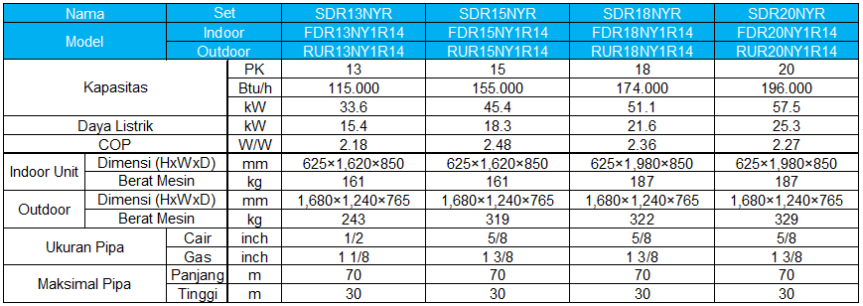 Nama Set SDR13NYR SDR15NYR SDR18NYR SDR20NYR
Model Indoor FDR13NY1R14 FDR15NY1R14 FDR18NY1R14 FDR20NY1R14
Outdoor RUR13NY1R14 RUR15NY1R14 RUR18NY1R14 RUR20NY1R14
Kapasitas PK 13 15 18 20
Btu/h 115.000 155.000 174.000 196.000
kW 33.6 45.4 51.1 57.5
Daya Listrik kW 15.4 18.3 21.6 25.3
COP W/W 2.18 2.48 2.36 2.27
Indoor Unit Dimensi (HxWxD) mm 625×1,620×850 625×1,620×850 625×1,980×850 625×1,980×850
Berat Mesin kg 161 161 187 187
Outdoor Dimensi (HxWxD) mm 1,680×1,240×765 1,680×1,240×765 1,680×1,240×765 1,680×1,240×765
Berat Mesin kg 243 319 322 329
Ukuran Pipa Cair inch 1/2 5/8 5/8 5/8
Gas inch 1 1/8 1 3/8 1 3/8 1 3/8
Maksimal Pipa Panjang m 70 70 70 70
Tinggi m 30 30 30 30